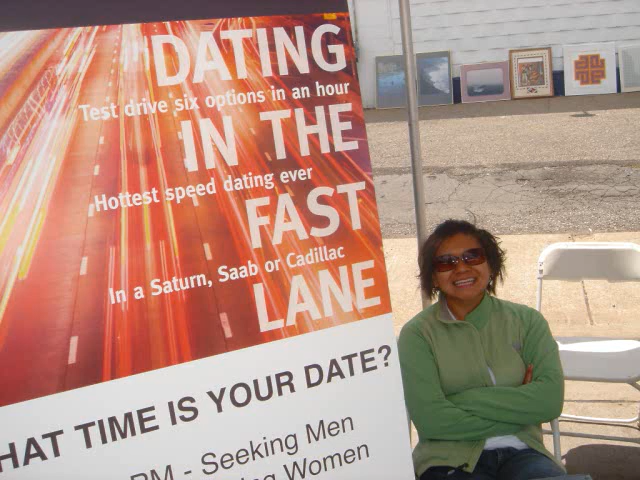 DATING
Test drive six options in an hour
IN THE
Hottest speed dating ever
FAST
In a Saturn, Saab or Cadillac
LANE
HAT TIME IS YOUR DATE?
PM - Seeking Men
ing Women